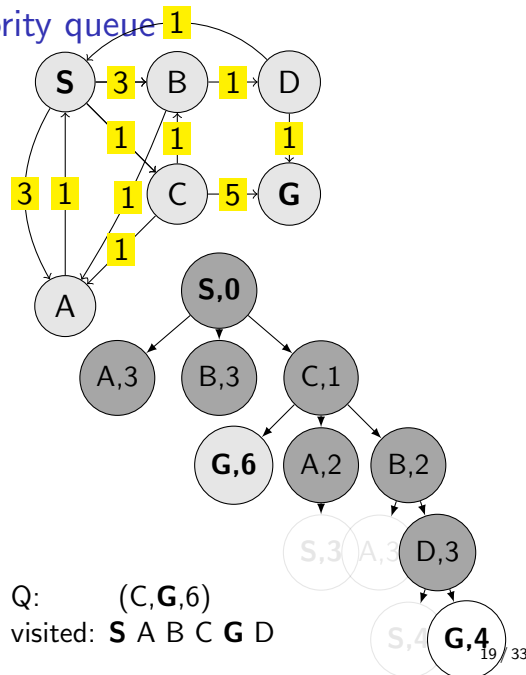 ority queue
1
S 3 B 1 D
1 1 1
3 1 1 C 5 G
1
A
S,0
A,3 B,3 C,1
G,6 A,2 B,2
S,3 A,3 D,3
Q: (C,G,6)
visited: S A B C G D
S,4 G,4
19 / 33